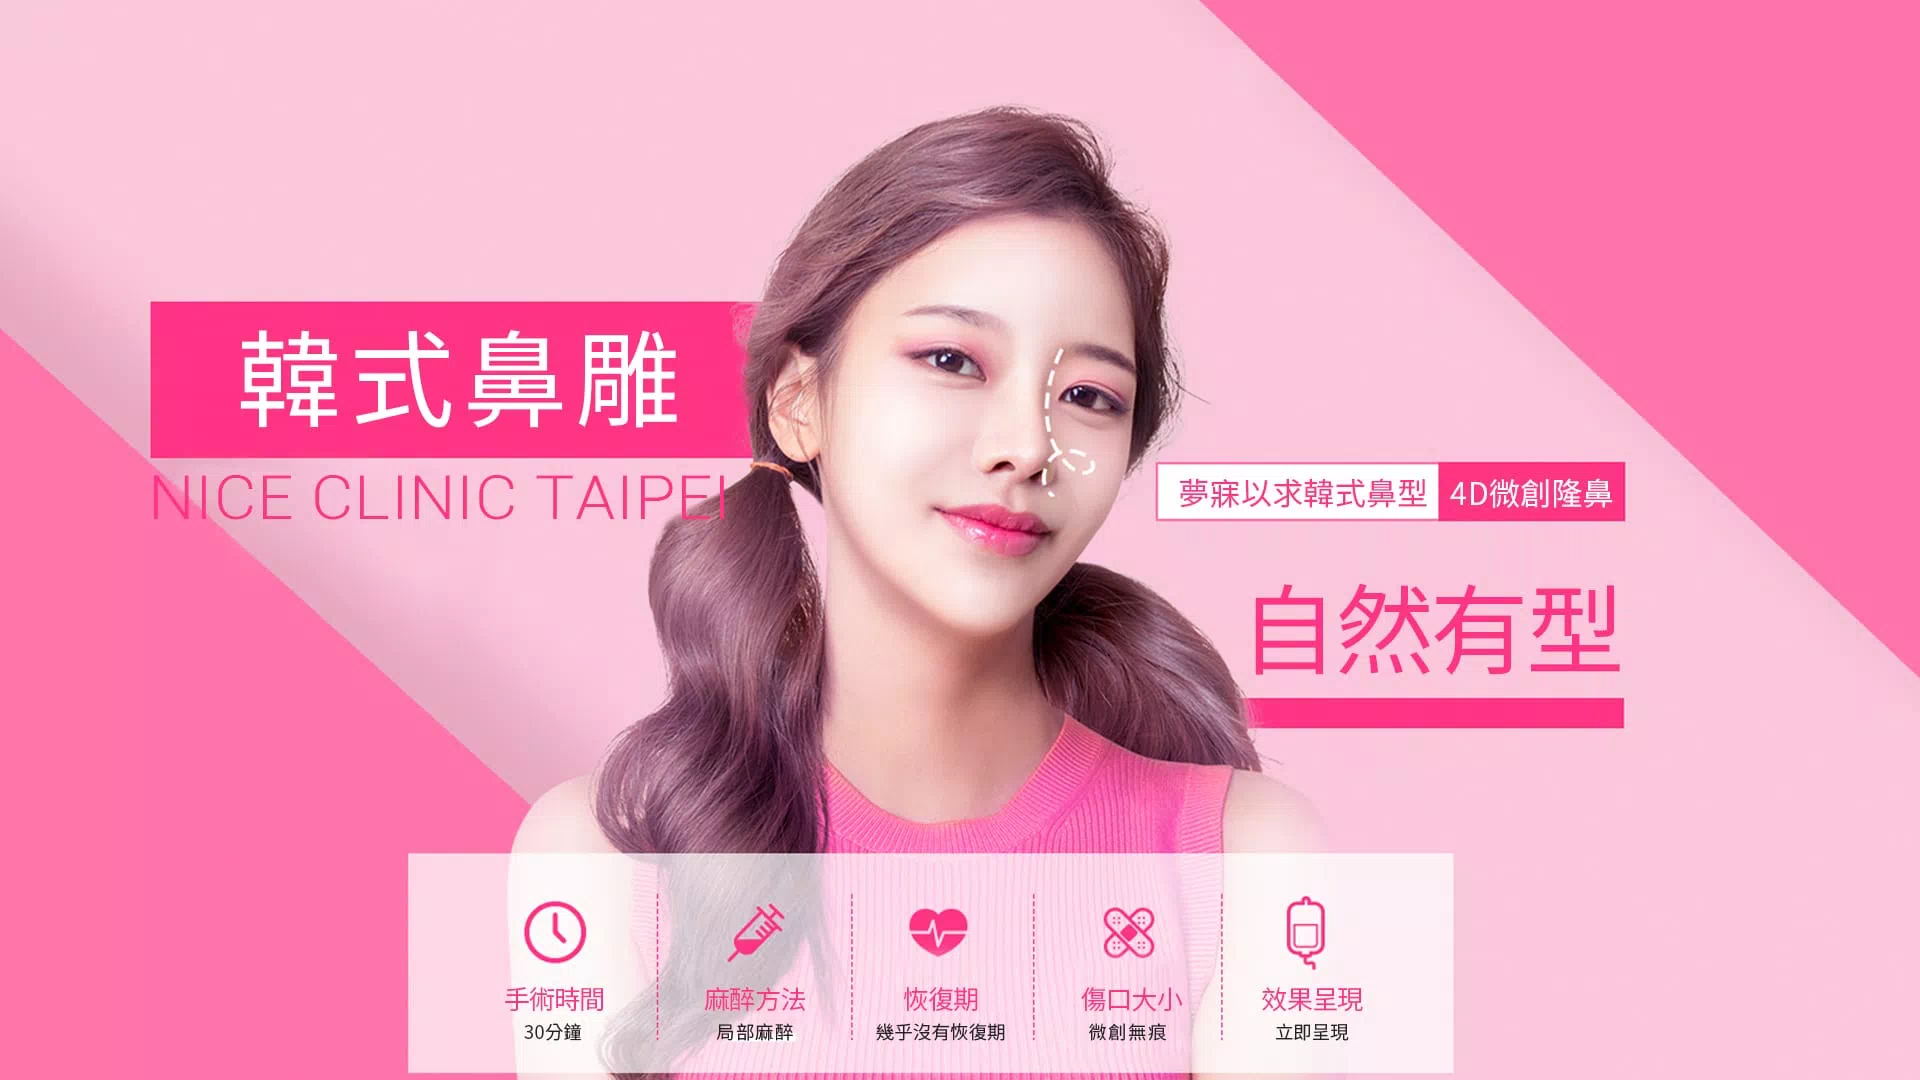 韓式鼻雕
NICE CLINIC TAIPEI
夢寐以求韓式鼻型 4D微創隆鼻
自然有型
手術時間
30分鐘
麻醉方法
局部麻醉
恢復期
幾乎沒有恢復期
傷口大小
微創無痕
效果呈現
立即呈現